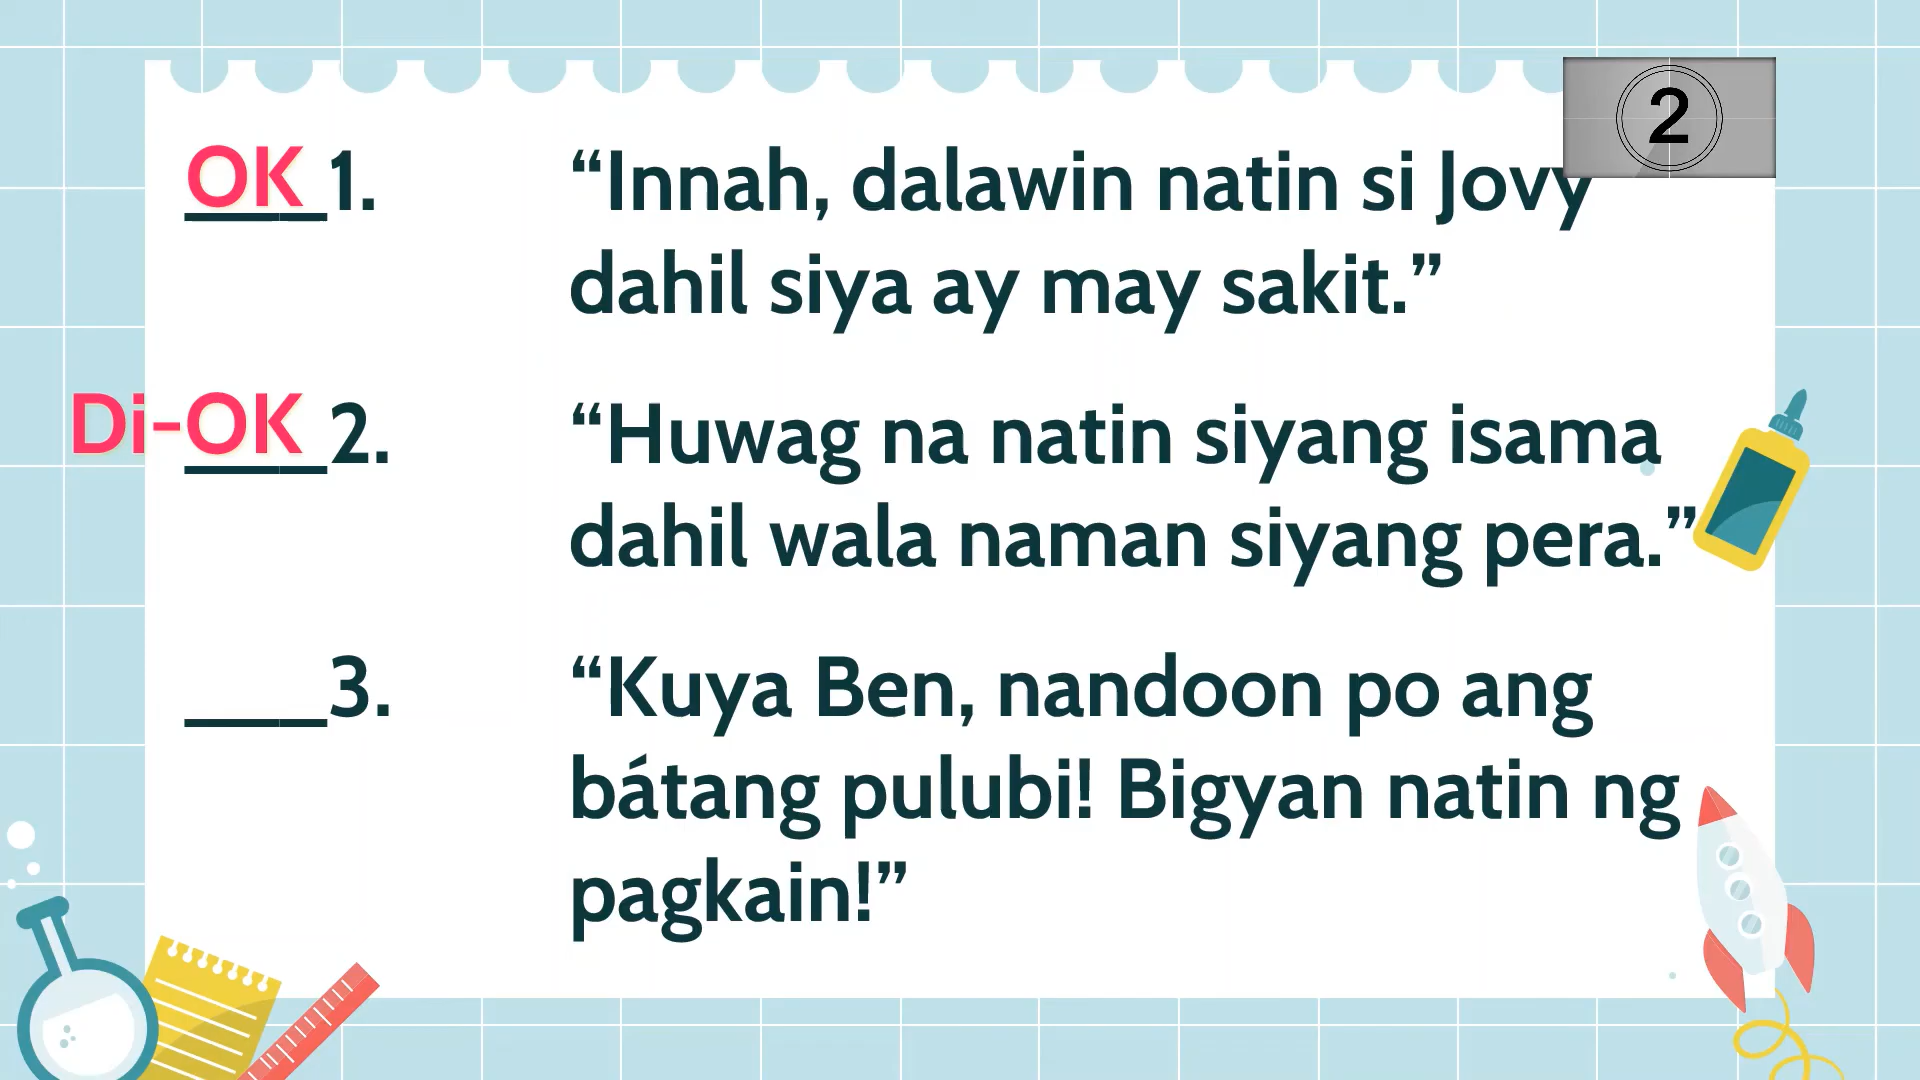 2
OK 1. “Innah, dalawin natin si Jovy
dahil siya ay may sakit.”
Di-OK 2. “Huwag na natin siyang isama
dahil wala naman siyang pera.”
___3. “Kuya Ben, nandoon po ang
bátang pulubi! Bigyan natin ng
pagkain!”